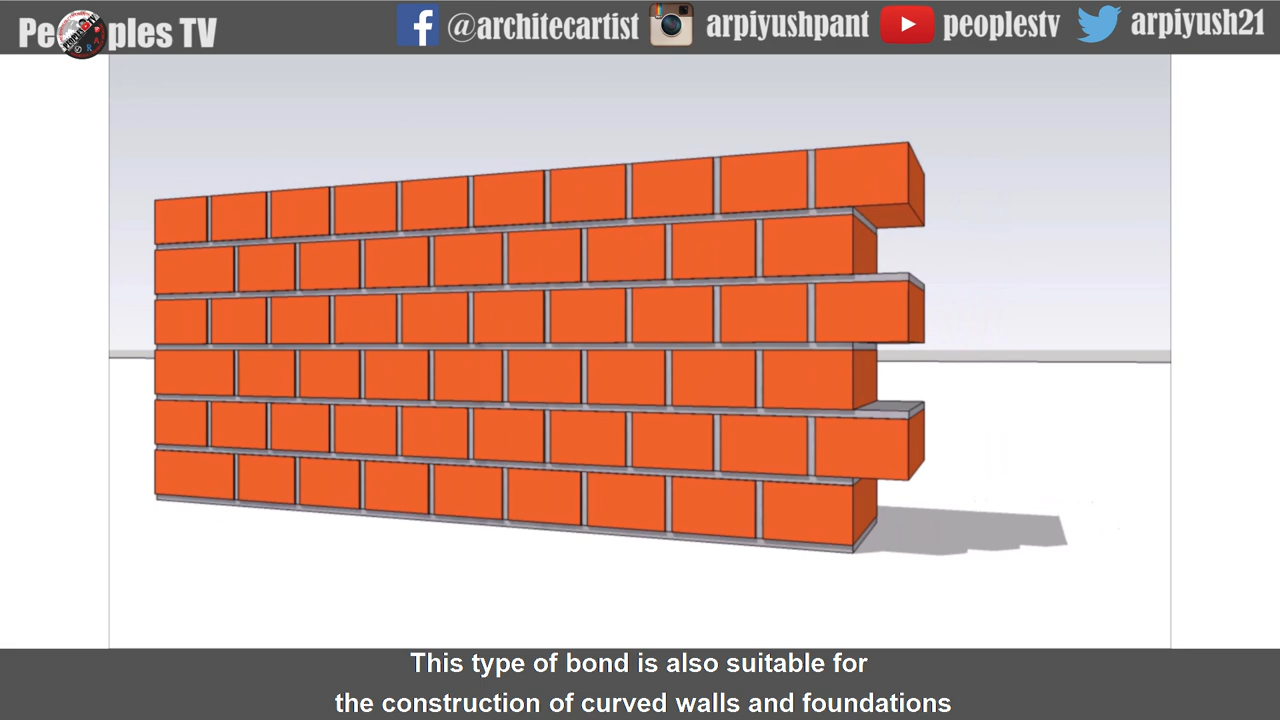 Peoples TV
@architecartist
arpiyushpant
peoplestv
arpiyush21
This type of bond is also suitable for
the construction of curved walls and foundations